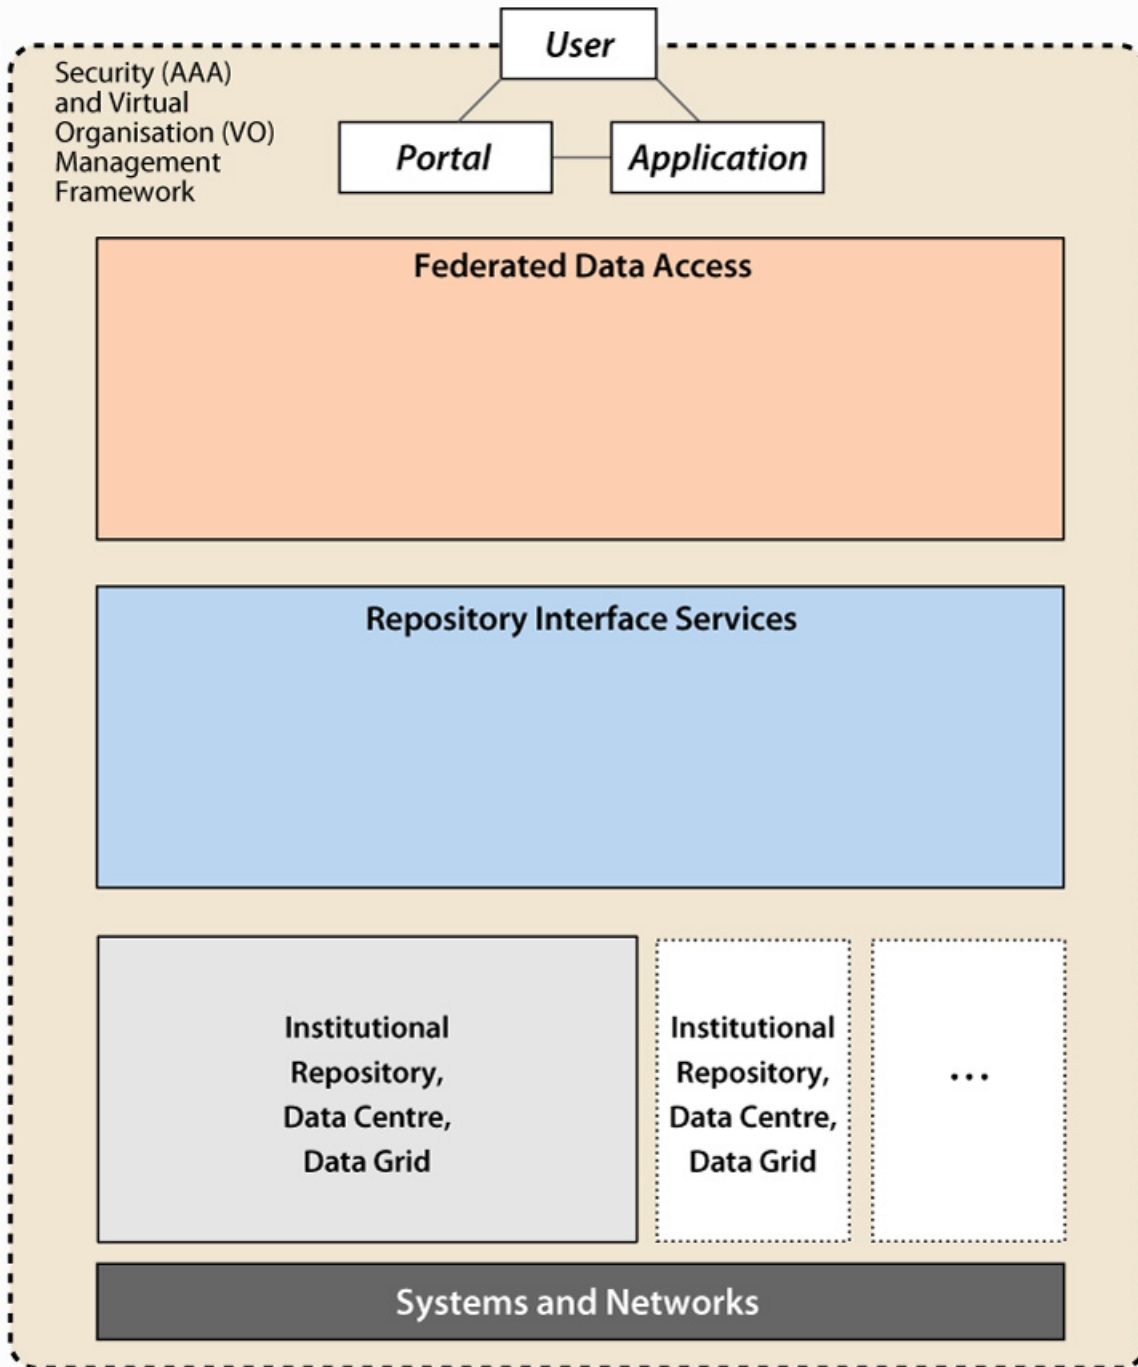 User
Security (AAA)
and Virtual
Organisation (VO)
Management
Framework
Portal
Application
Federated Data Access
Repository Interface Services
Institutional
Repository,
Data Centre,
Data Grid
Institutional
Repository,
Data Centre,
Data Grid
...
Systems and Networks